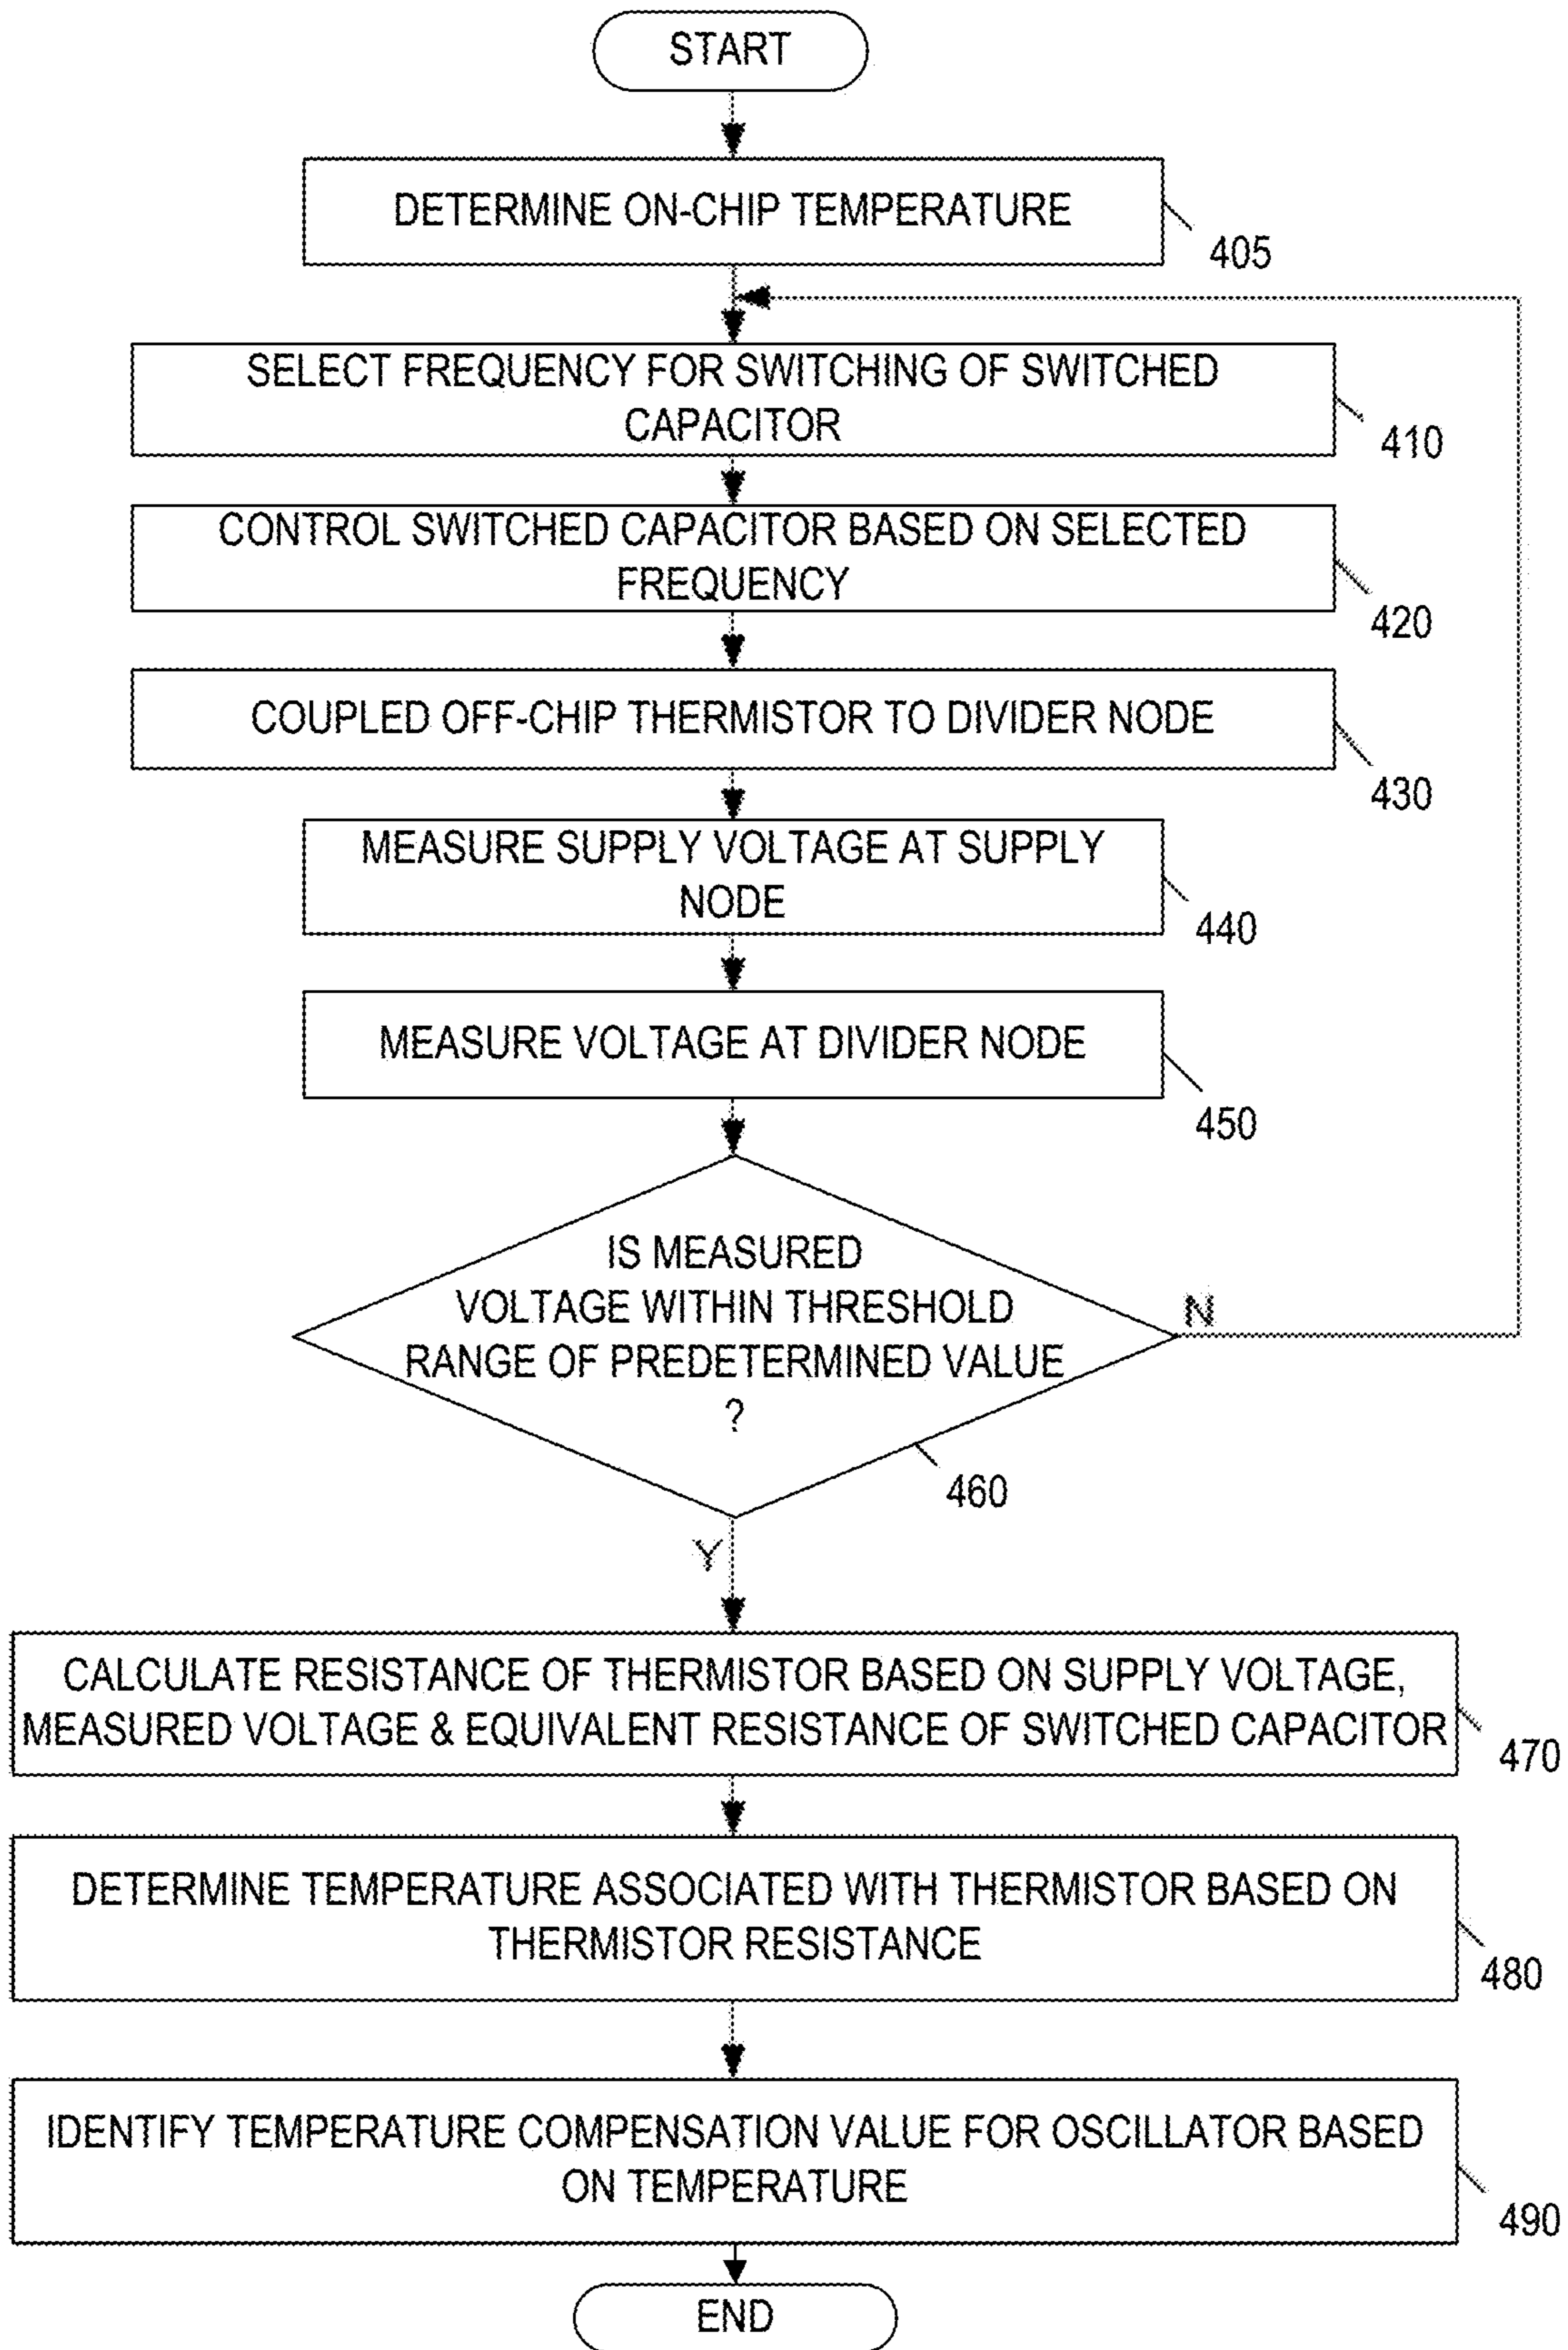 START
DETERMINE ON-CHIP TEMPERATURE
405
SELECT FREQUENCY FOR SWITCHING OF SWITCHED
CAPACITOR
410
CONTROL SWITCHED CAPACITOR BASED ON SELECTED
FREQUENCY
420
COUPLED OFF-CHIP THERMISTOR TO DIVIDER NODE
430
MEASURE SUPPLY VOLTAGE AT SUPPLY
NODE
440
MEASURE VOLTAGE AT DIVIDER NODE
450
IS MEASURED
VOLTAGE WITHIN THRESHOLD
RANGE OF PREDETERMINED VALUE
?
N
460
Y
CALCULATE RESISTANCE OF THERMISTOR BASED ON SUPPLY VOLTAGE,
MEASURED VOLTAGE & EQUIVALENT RESISTANCE OF SWITCHED CAPACITOR
470
DETERMINE TEMPERATURE ASSOCIATED WITH THERMISTOR BASED ON
THERMISTOR RESISTANCE
480
IDENTIFY TEMPERATURE COMPENSATION VALUE FOR OSCILLATOR BASED
ON TEMPERATURE
490
END